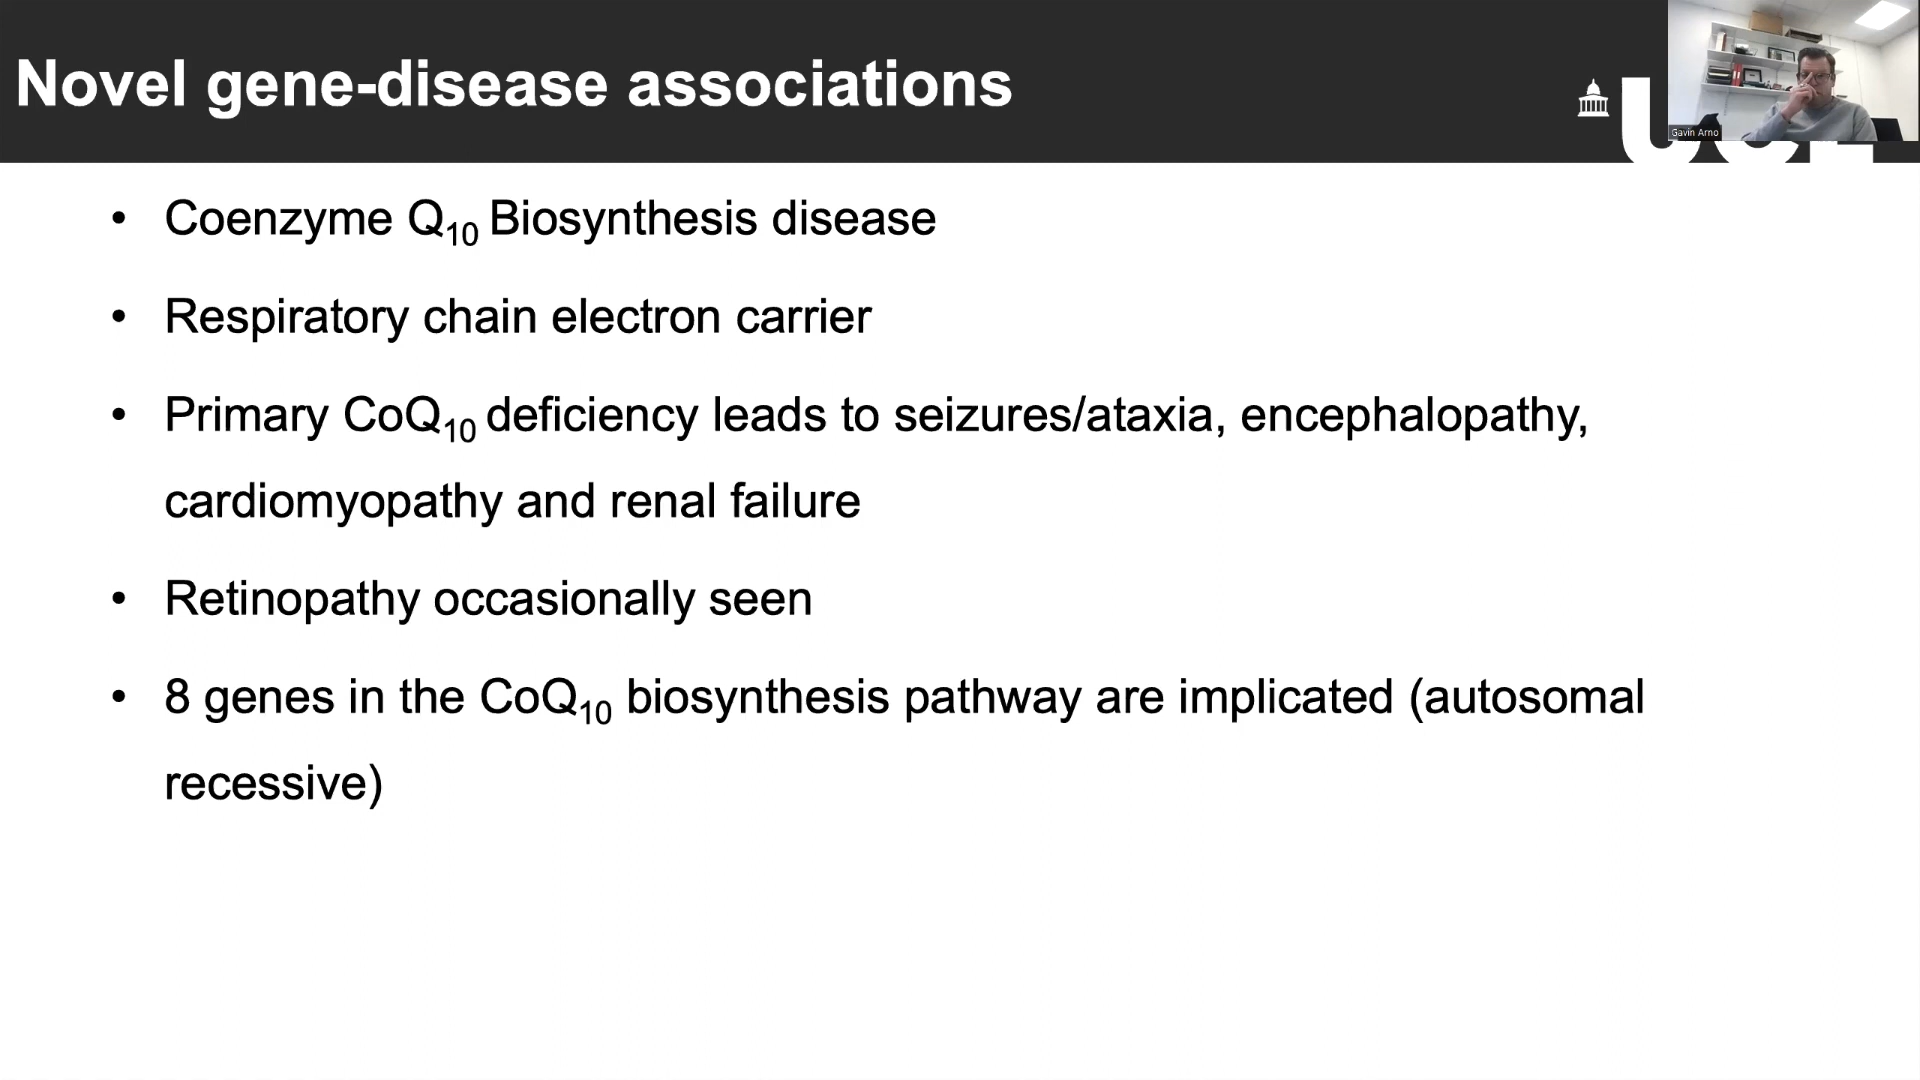 Novel gene-disease associations
Gavin Arno
• Coenzyme Q10 Biosynthesis disease
• Respiratory chain electron carrier
• Primary CoQ10 deficiency leads to seizures/ataxia, encephalopathy,
cardiomyopathy and renal failure
• Retinopathy occasionally seen
• 8 genes in the CoQ10 biosynthesis pathway are implicated (autosomal
recessive)